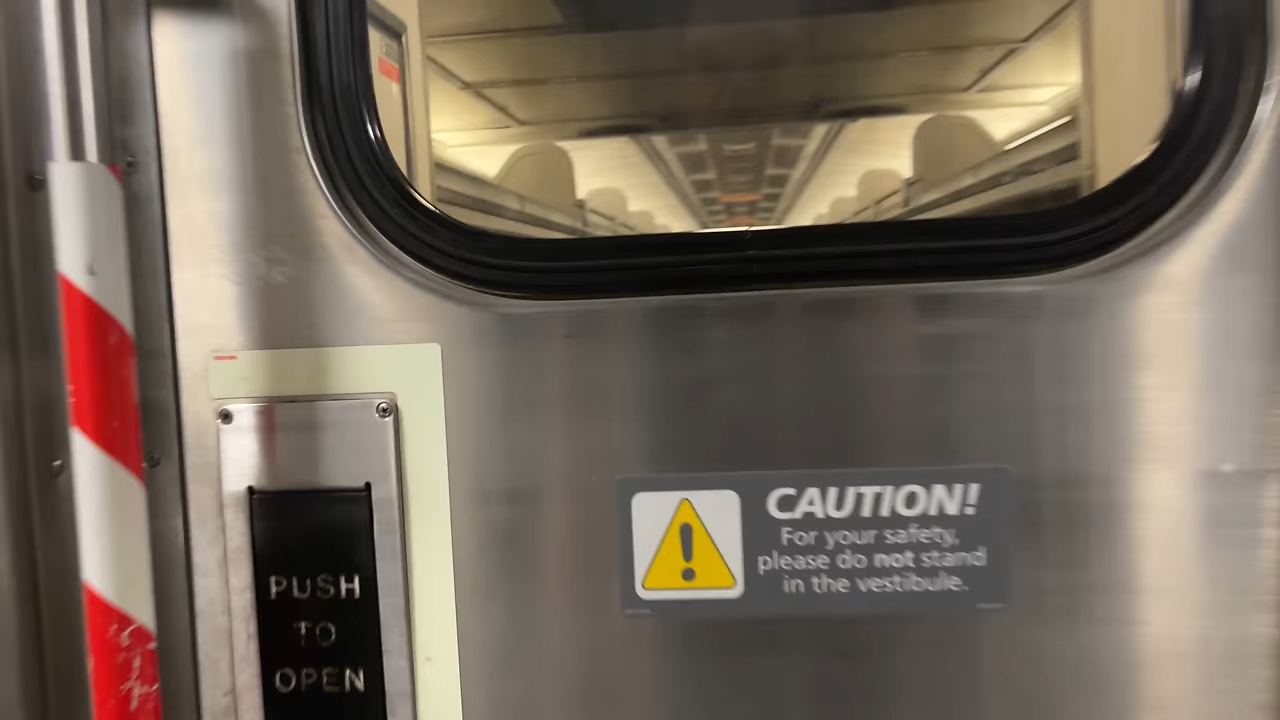 PUSH
TO
OPEN
CAUTION!
For your safety,
please do not stand
in the vestibule.